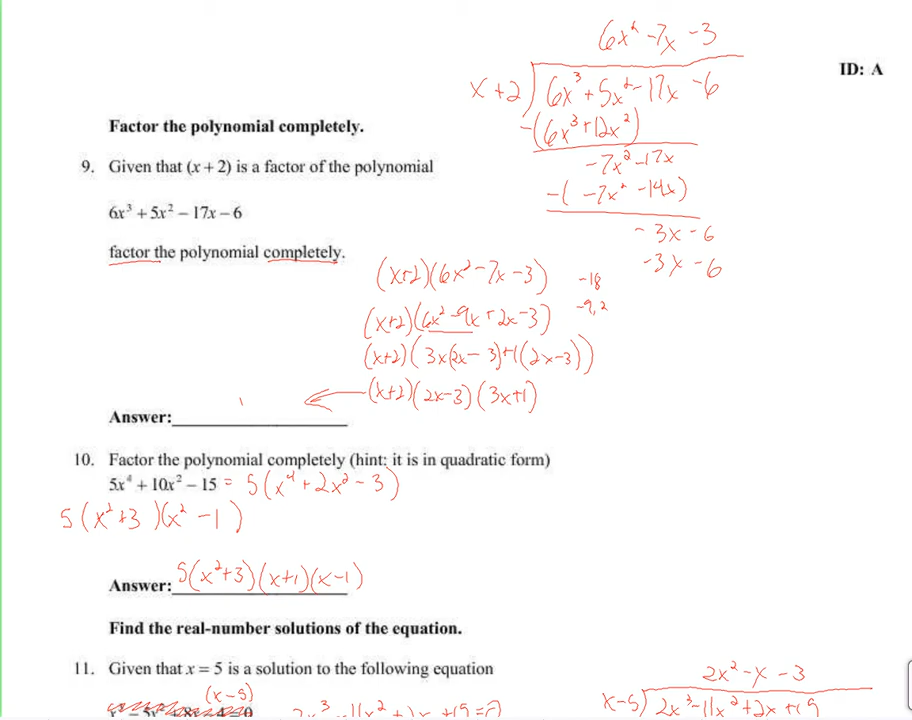 6x² -7x -3
ID: A
x+2) 6x³ + 5x² - 17x - 6
Factor the polynomial completely.
-(6x³ + 12x²)
9. Given that (x + 2) is a factor of the polynomial
-7x² - 17x
-( -7x² - 14x)
6x³ + 5x² – 17x – 6
- 3x - 6
factor the polynomial completely.
-3x - 6
(x+2)(6x² - 7x - 3) -18
(x+2)(6x² - 9x + 2x - 3) -9, 2
(x+2)(3x(2x - 3)+1(2x-3))
(x+2)(2x-3)(3x+1)
Answer:
10. Factor the polynomial completely (hint: it is in quadratic form)
5x⁴ + 10x² – 15 = 5(x⁴ + 2x² - 3)
5(x²+3)(x² - 1)
Answer: 5(x²+3)(x+1)(x-1)
Find the real-number solutions of the equation.
11. Given that x = 5 is a solution to the following equation
2x² - x - 3
(x-5)
x-5) 2x³ - 11x² + 2x + 15